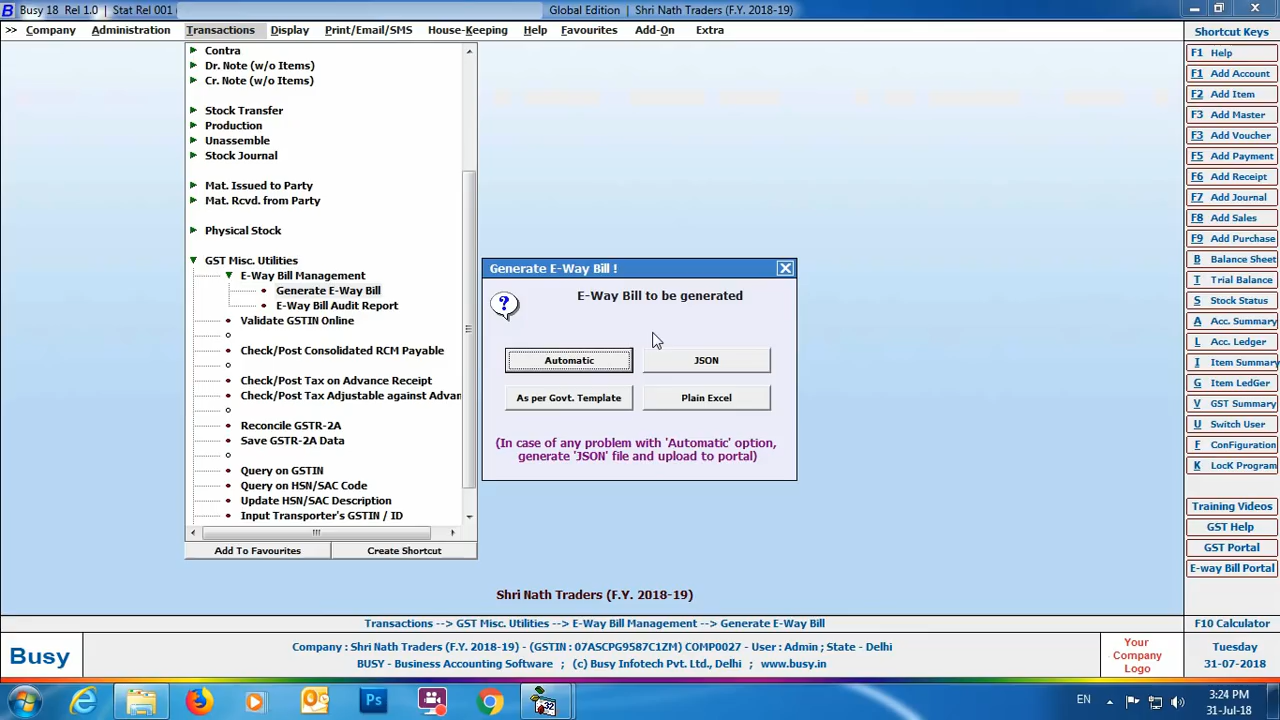 Busy 18 Rel 1.0 | Stat Rel 001
Global Edition | Shri Nath Traders (F.Y. 2018-19)
>> Company Administration Transactions Display Print/Email/SMS House-Keeping Help Favourites Add-On Extra
Contra
Dr. Note (w/o Items)
Cr. Note (w/o Items)
Stock Transfer
Production
Unassemble
Stock Journal
Mat. Issued to Party
Mat. Rcvd. from Party
Physical Stock
GST Misc. Utilities
E-Way Bill Management
Generate E-Way Bill
E-Way Bill Audit Report
Validate GSTIN Online
Check/Post Consolidated RCM Payable
Check/Post Tax on Advance Receipt
Check/Post Tax Adjustable against Advan
Reconcile GSTR-2A
Save GSTR-2A Data
Query on GSTIN
Query on HSN/SAC Code
Update HSN/SAC Description
Input Transporter's GSTIN / ID
Add To Favourites Create Shortcut
Generate E-Way Bill !
E-Way Bill to be generated
Automatic JSON
As per Govt. Template Plain Excel
(In case of any problem with 'Automatic' option,
generate 'JSON' file and upload to portal)
Shortcut Keys
F1 Help
F1 Add Account
F2 Add Item
F3 Add Master
F3 Add Voucher
F5 Add Payment
F6 Add Receipt
F7 Add Journal
F8 Add Sales
F9 Add Purchase
B Balance Sheet
T Trial Balance
S Stock Status
A Acc. Summary
L Acc. Ledger
I Item Summary
G Item LedGer
V GST Summary
U Switch User
F ConFiguration
K LocK Program
Training Videos
GST Help
GST Portal
E-way Bill Portal
Shri Nath Traders (F.Y. 2018-19)
Transactions --> GST Misc. Utilities --> E-Way Bill Management --> Generate E-Way Bill
F10 Calculator
Busy
Company : Shri Nath Traders (F.Y. 2018-19) - (GSTIN : 07ASCPG9587C1ZM) COMP0027 - User : Admin ; State - Delhi
BUSY - Business Accounting Software ; (c) Busy Infotech Pvt. Ltd., Delhi ; www.busy.in
Your
Company
Logo
Tuesday
31-07-2018
Ps
32
EN
3:24 PM
31-Jul-18